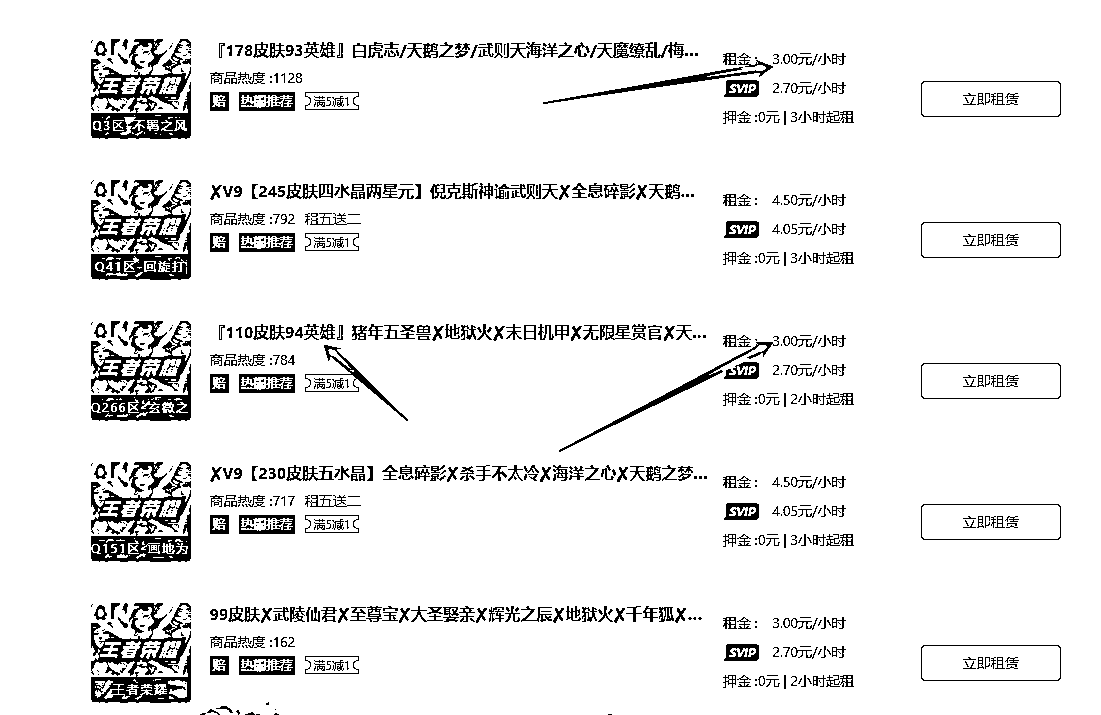 『178皮肤93英雄』白虎志/天鹅之梦/武则天海洋之心/天魔缭乱/梅...
商品热度 :1128
赔 热门推荐 满5减1
王者荣耀
Q3区-不羁之风
租金： 3.00元/小时
SVIP 2.70元/小时
押金 :0元 | 3小时起租
立即租赁
✗V9【245皮肤四水晶两星元】倪克斯神谕武则天✗全息碎影✗天鹅...
商品热度 :792 租五送二
赔 热门推荐 满5减1
王者荣耀
Q41区-回旋打
租金： 4.50元/小时
SVIP 4.05元/小时
押金 :0元 | 3小时起租
立即租赁
『110皮肤94英雄』猪年五圣兽✗地狱火✗末日机甲✗无限星赏官✗天...
商品热度 :784
赔 热门推荐 满5减1
王者荣耀
Q266区-玄微之
租金： 3.00元/小时
SVIP 2.70元/小时
押金 :0元 | 2小时起租
立即租赁
✗V9【230皮肤五水晶】全息碎影✗杀手不太冷✗海洋之心✗天鹅之梦...
商品热度 :717 租五送二
赔 热门推荐 满5减1
王者荣耀
Q151区-画地为
租金： 4.50元/小时
SVIP 4.05元/小时
押金 :0元 | 3小时起租
立即租赁
99皮肤✗武陵仙君✗至尊宝✗大圣娶亲✗辉光之辰✗地狱火✗千年狐✗...
商品热度 :162
赔 热门推荐 满5减1
王者荣耀
王者荣耀
租金： 3.00元/小时
SVIP 2.70元/小时
押金 :0元 | 2小时起租
立即租赁